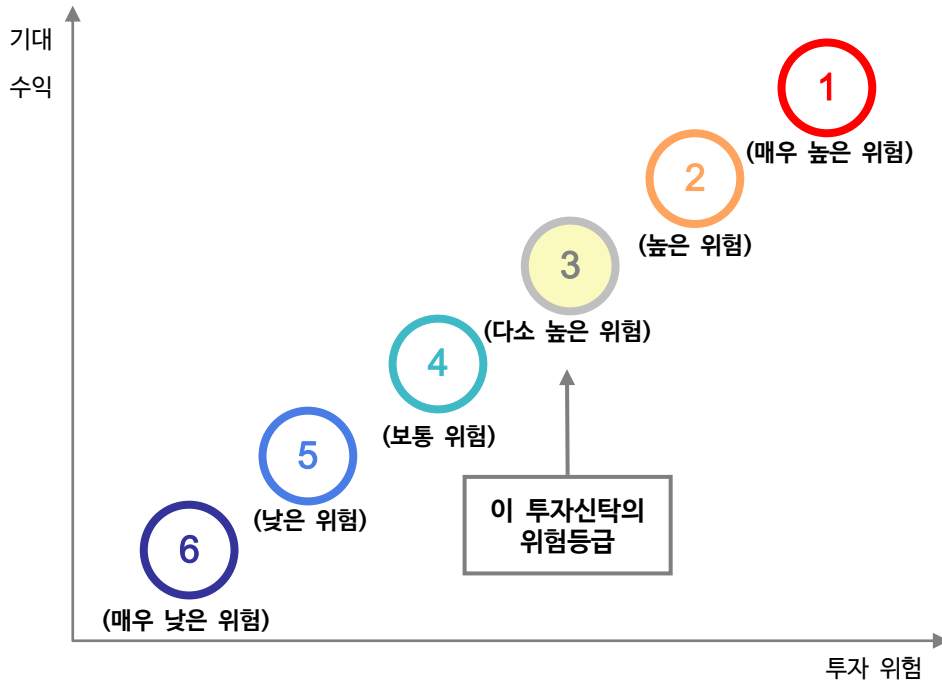 기대
수익
1
(매우 높은 위험)
2
(높은 위험)
3
(다소 높은 위험)
4
(보통 위험)
5
(낮은 위험)
6
(매우 낮은 위험)
이 투자신탁의
위험등급
투자 위험